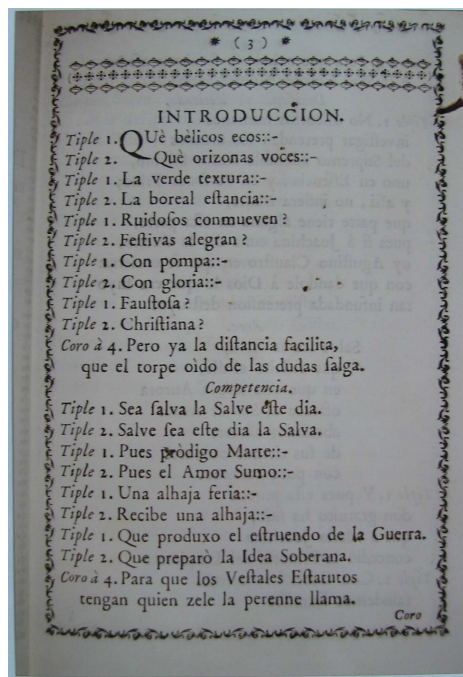 * ( 3 ) *
INTRODUCCION.
Tiple 1. QUè bèlicos ecos::-
Tiple 2. Què orizonas voces::-
Tiple 1. La verde textura::-
Tiple 2. La boreal eſtancia::-
Tiple 1. Ruidoſos conmueven?
Tiple 2. Feſtivas alegran?
Tiple 1. Con pompa::-
Tiple 2. Con gloria::-
Tiple 1. Fauſtoſa?
Tiple 2. Chriſtiana?
Coro à 4. Pero ya la diſtancia facilita,
que el torpe oìdo de las dudas ſalga.
Competencia.
Tiple 1. Sea ſalva la Salve eſte dia.
Tiple 2. Salve ſea eſte dia la Salva.
Tiple 1. Pues pròdigo Marte::-
Tiple 2. Pues el Amor Sumo::-
Tiple 1. Una alhaja feria::-
Tiple 2. Recibe una alhaja::-
Tiple 1. Que produxo el eſtruendo de la Guerra.
Tiple 2. Que preparò la Idea Soberana.
Coro à 4. Para que los Veſtales Eſtatutos
tengan quien zele la perenne llama.
Coro